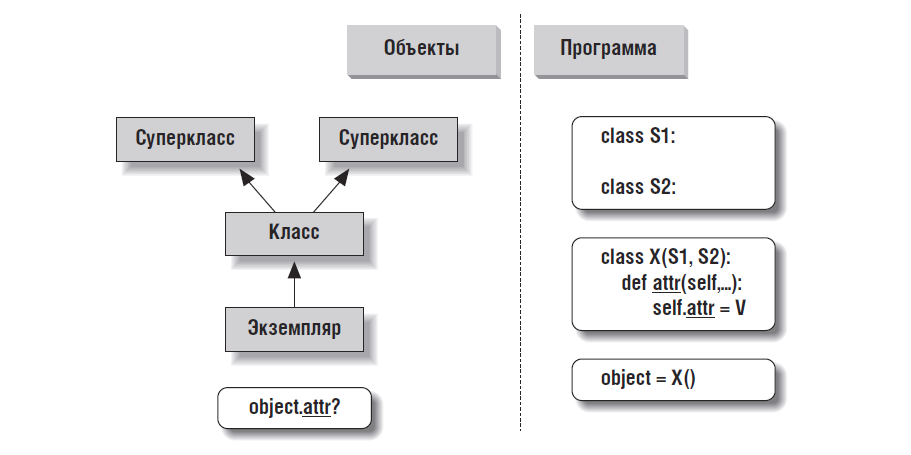 Объекты
Программа
Суперкласс
Суперкласс
Класс
Экземпляр
object.attr?
class S1:
class S2:
class X(S1, S2):
def attr(self,...):
self.attr = V
object = X()